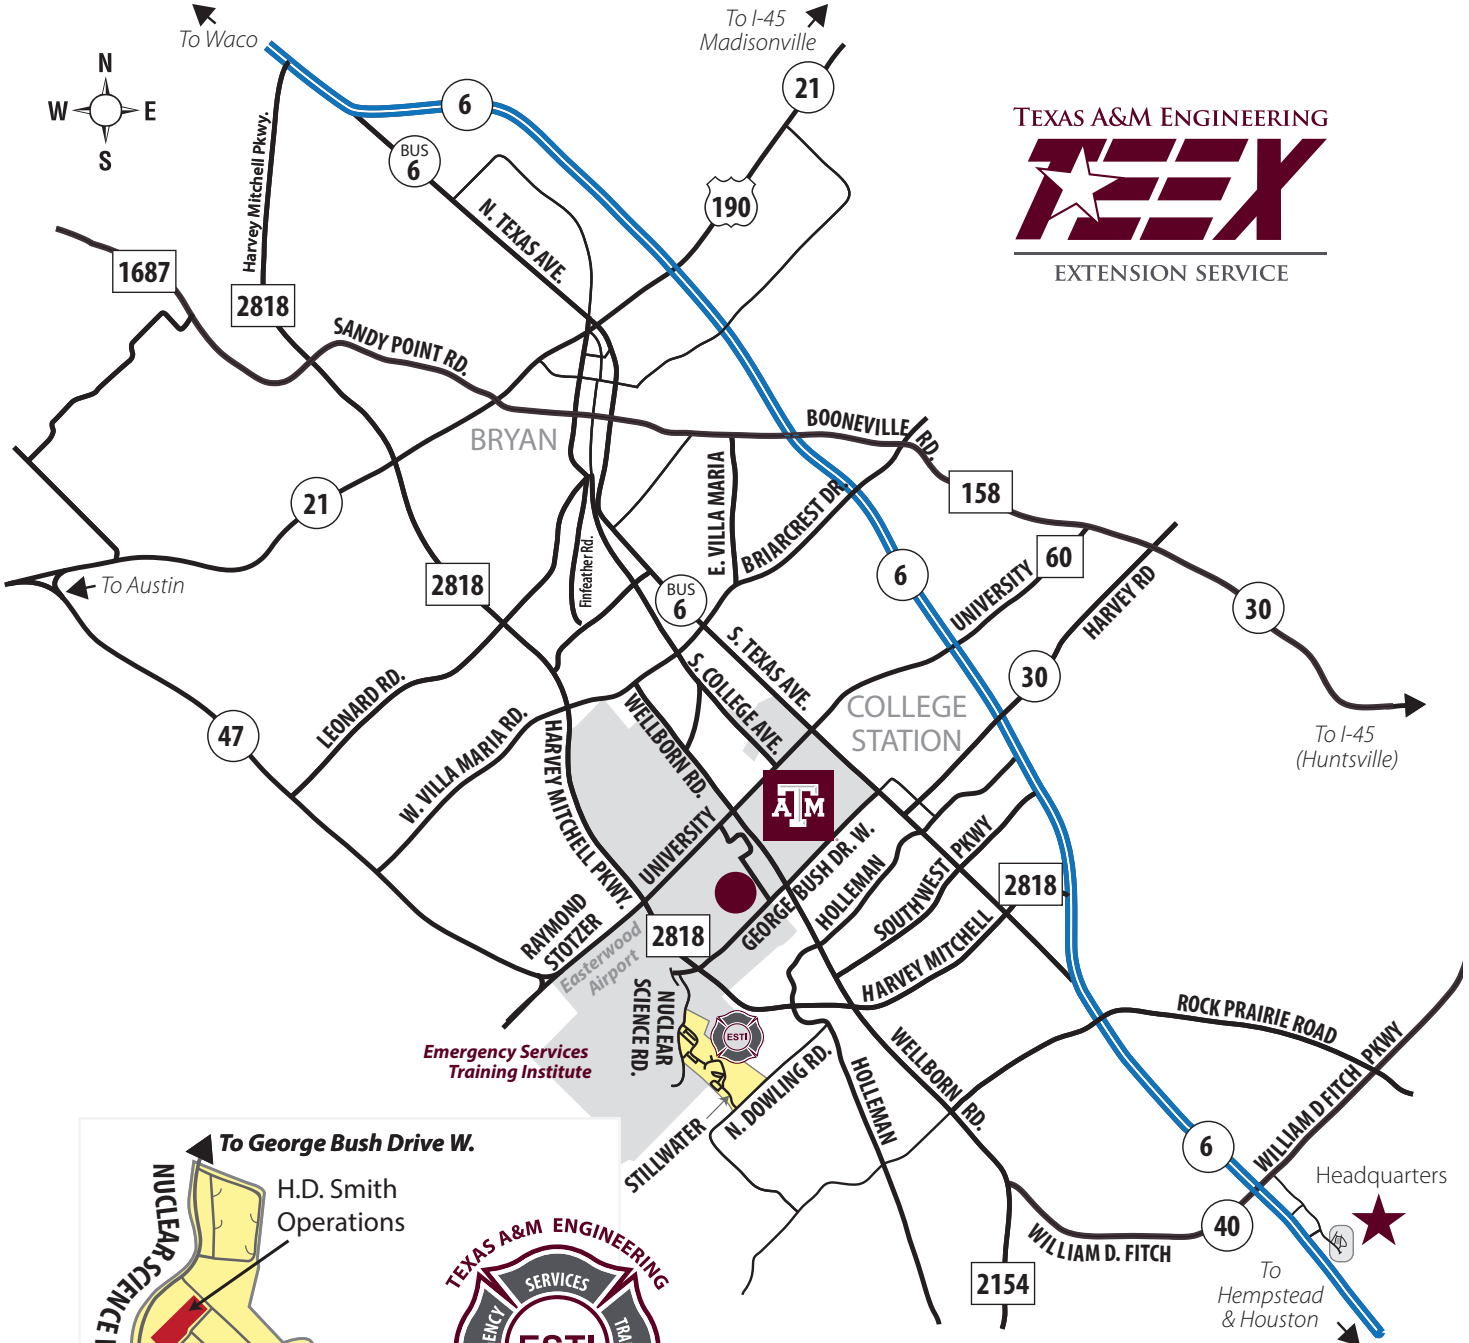 To Waco
To I-45
Madisonville
N
W
E
S
6
21
TEXAS A&M ENGINEERING
TEEX
EXTENSION SERVICE
BUS
6
190
Harvey Mitchell Pkwy.
N. TEXAS AVE.
1687
2818
SANDY POINT RD.
BRYAN
BOONEVILLE RD.
158
21
E. VILLA MARIA
BRIARCREST DR.
Finfeather Rd.
60
UNIVERSITY
HARVEY RD
6
To Austin
2818
BUS
6
30
S. TEXAS AVE.
S. COLLEGE AVE.
30
COLLEGE
STATION
To I-45
(Huntsville)
47
LEONARD RD.
W. VILLA MARIA RD.
WELLBORN RD.
HARVEY MITCHELL PKWY.
UNIVERSITY
ATM
GEORGE BUSH DR. W.
HOLLEMAN
SOUTHWEST PKWY
2818
HARVEY MITCHELL
RAYMOND
STOTZER
2818
Easterwood
Airport
NUCLEAR
SCIENCE RD.
ESTI
Emergency Services
Training Institute
ROCK PRAIRIE ROAD
WELLBORN RD.
HOLLEMAN
N. DOWLING RD.
STILLWATER
WILLIAM D FITCH PKWY
6
Headquarters
40
WILLIAM D. FITCH
2154
To
Hempstead
& Houston
To George Bush Drive W.
H.D. Smith
Operations
NUCLEAR SCIENCE
TEXAS A&M ENGINEERING
SERVICES
ENCY
TRA
ESTI